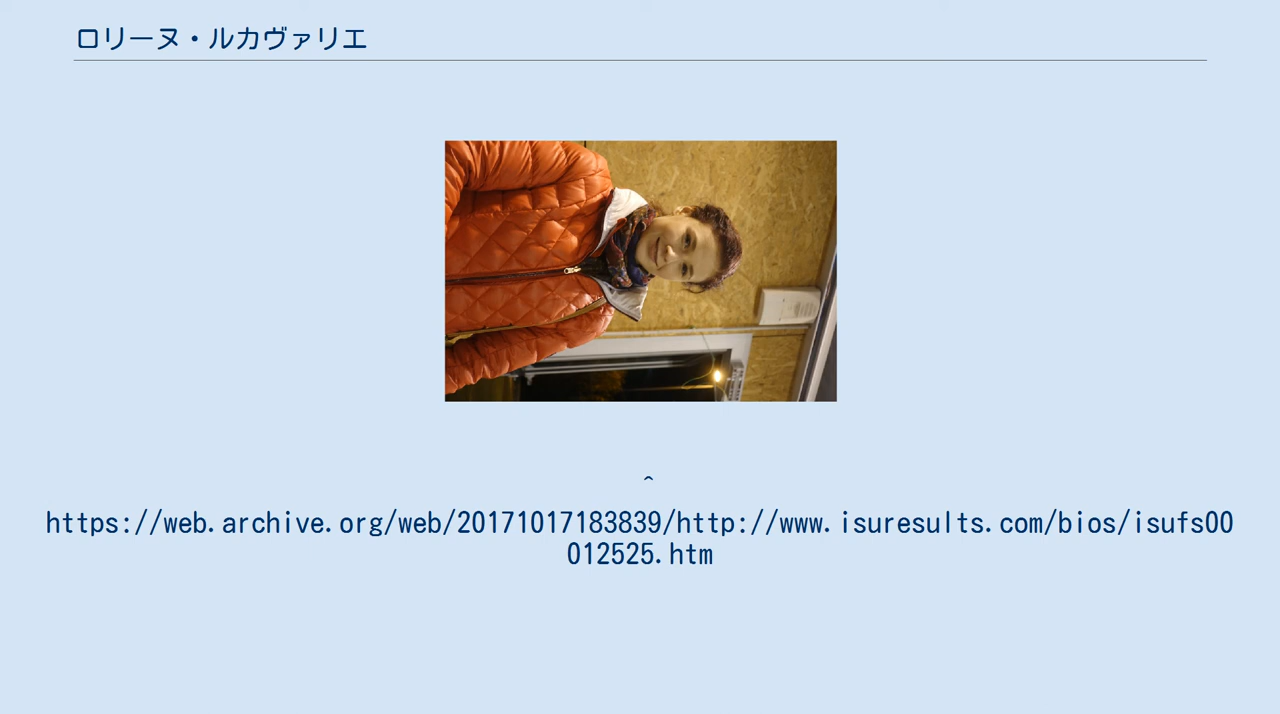 ロリーヌ・ルカヴァリエ
^
https://web.archive.org/web/20171017183839/http://www.isuresults.com/bios/isufs00
012525.htm